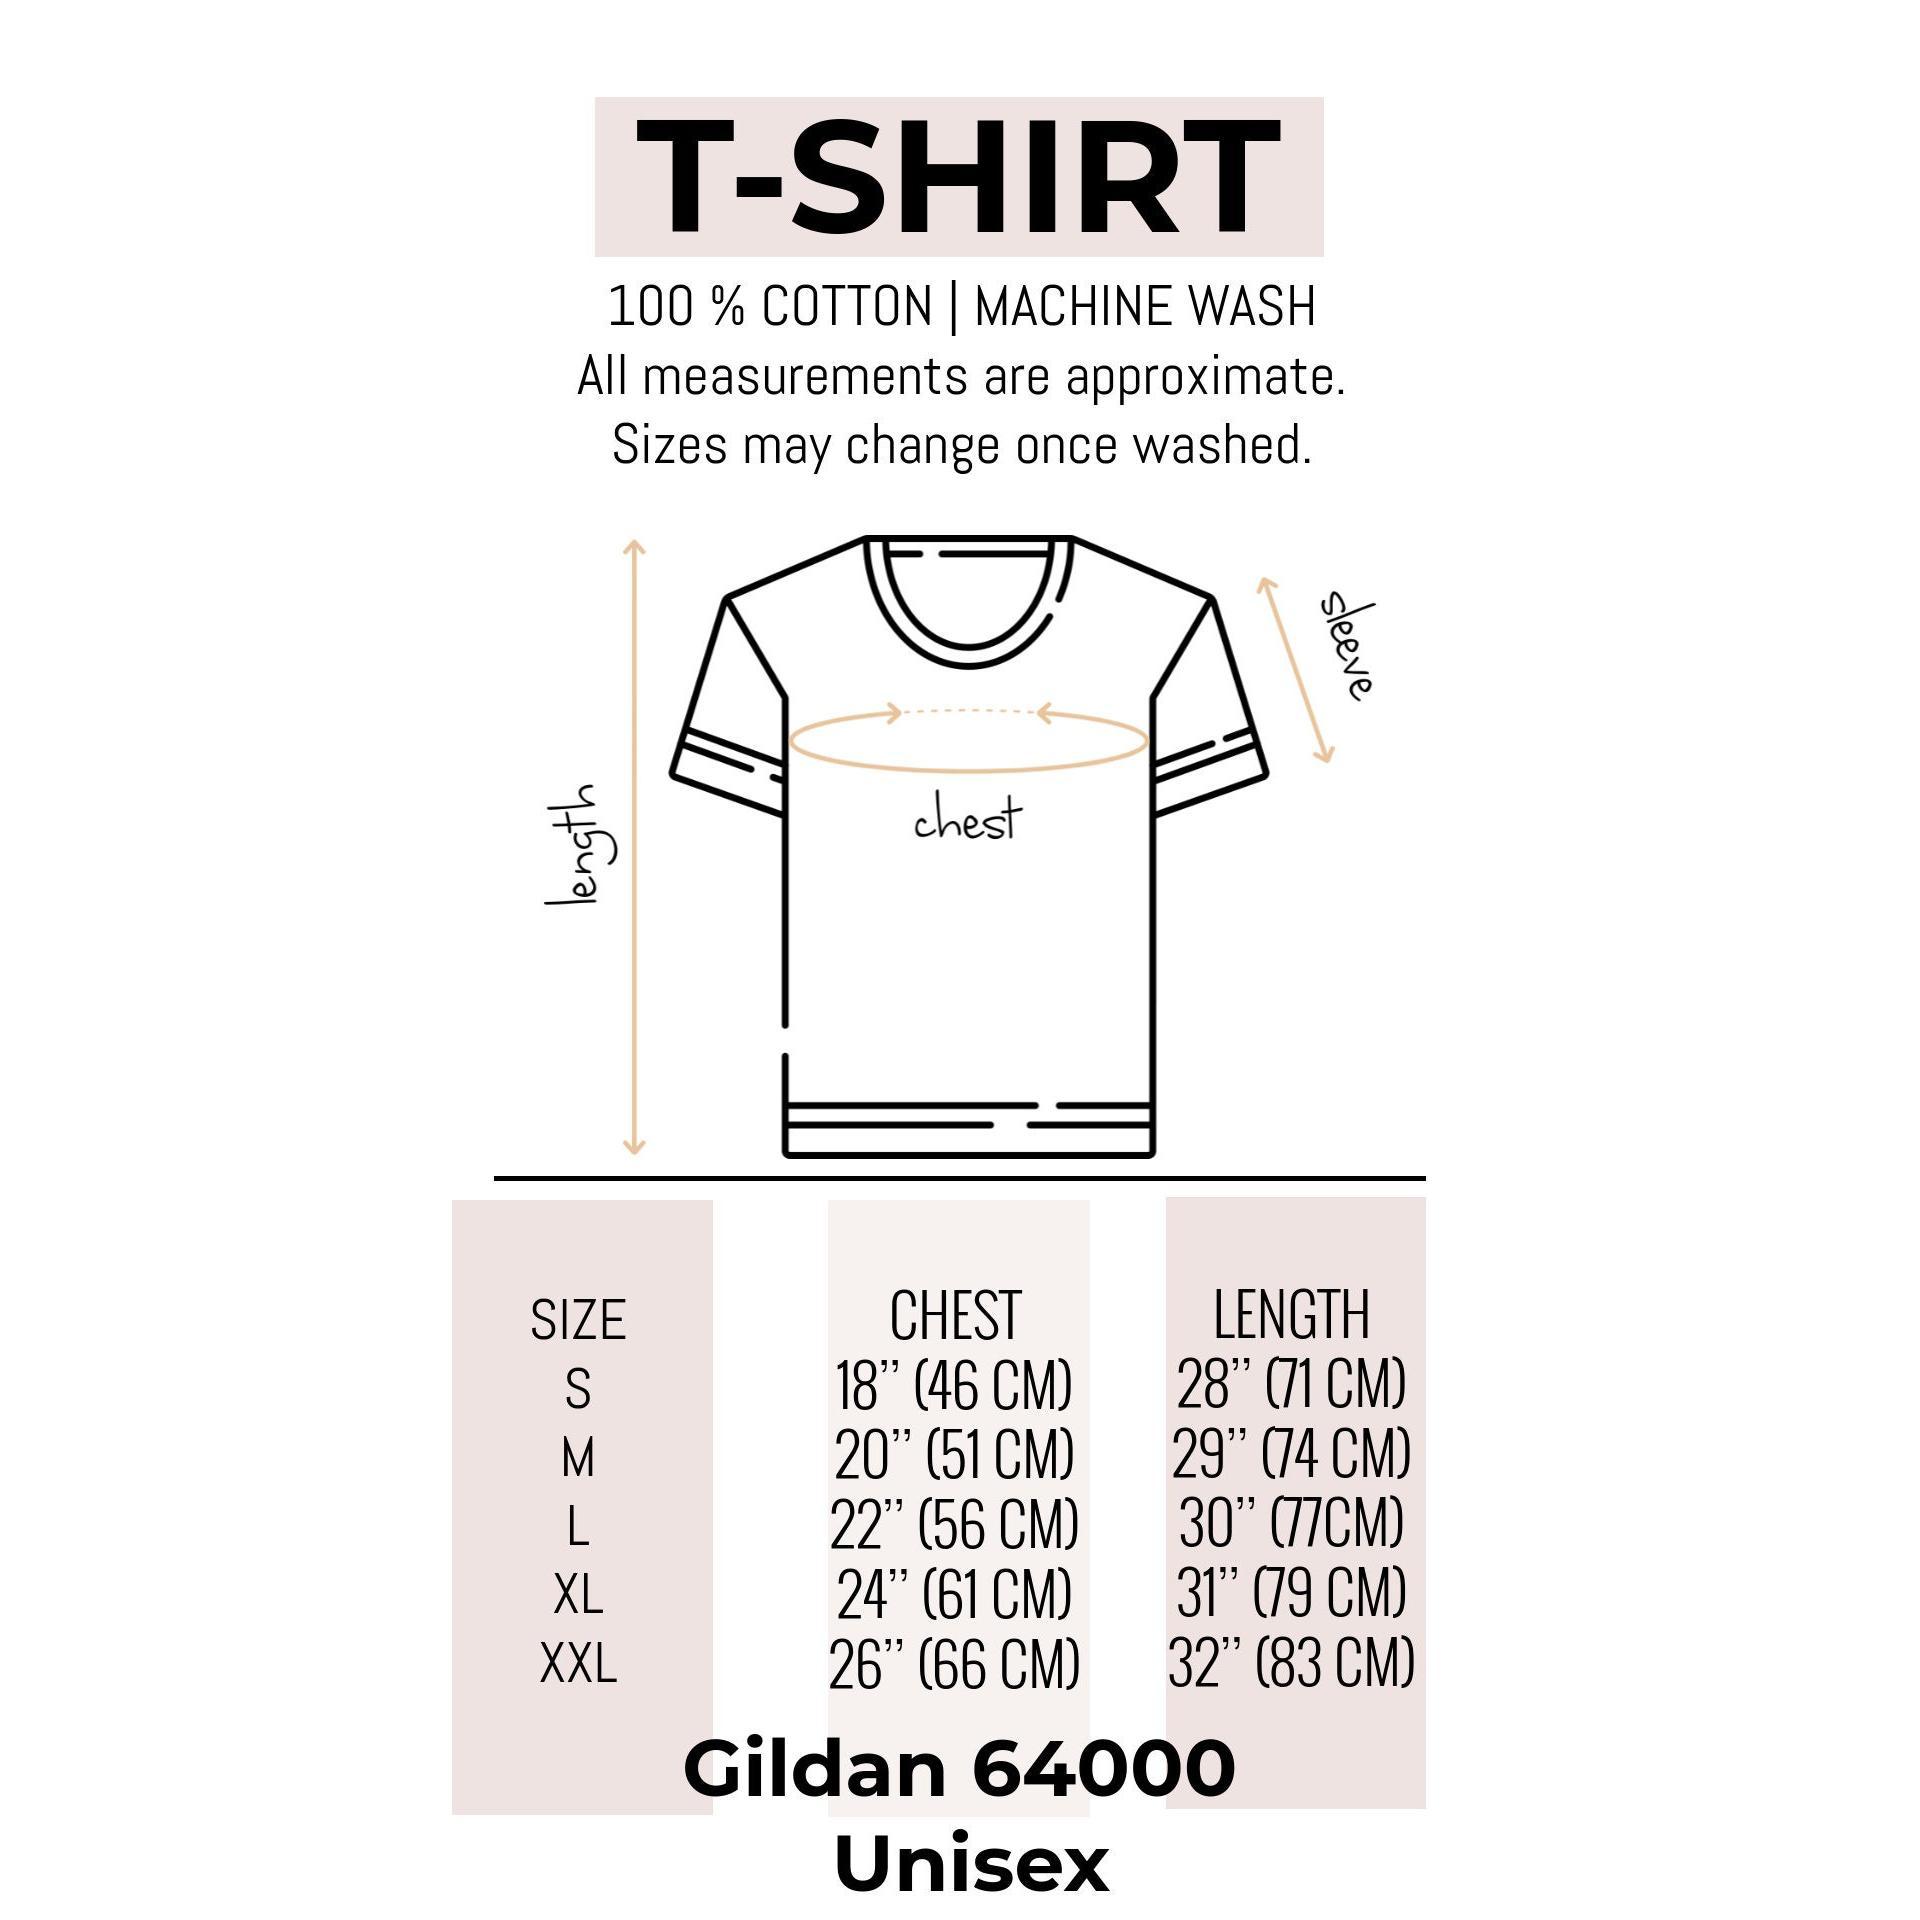 T-SHIRT
100 % COTTON | MACHINE WASH
All measurements are approximate.
Sizes may change once washed.
sleeve
length
chest
SIZE CHEST LENGTH
S 18’’ (46 CM) 28’’ (71 CM)
M 20’’ (51 CM) 29’’ (74 CM)
L 22’’ (56 CM) 30’’ (77CM)
XL 24’’ (61 CM) 31’’ (79 CM)
XXL 26’’ (66 CM) 32’’ (83 CM)
Gildan 64000
Unisex